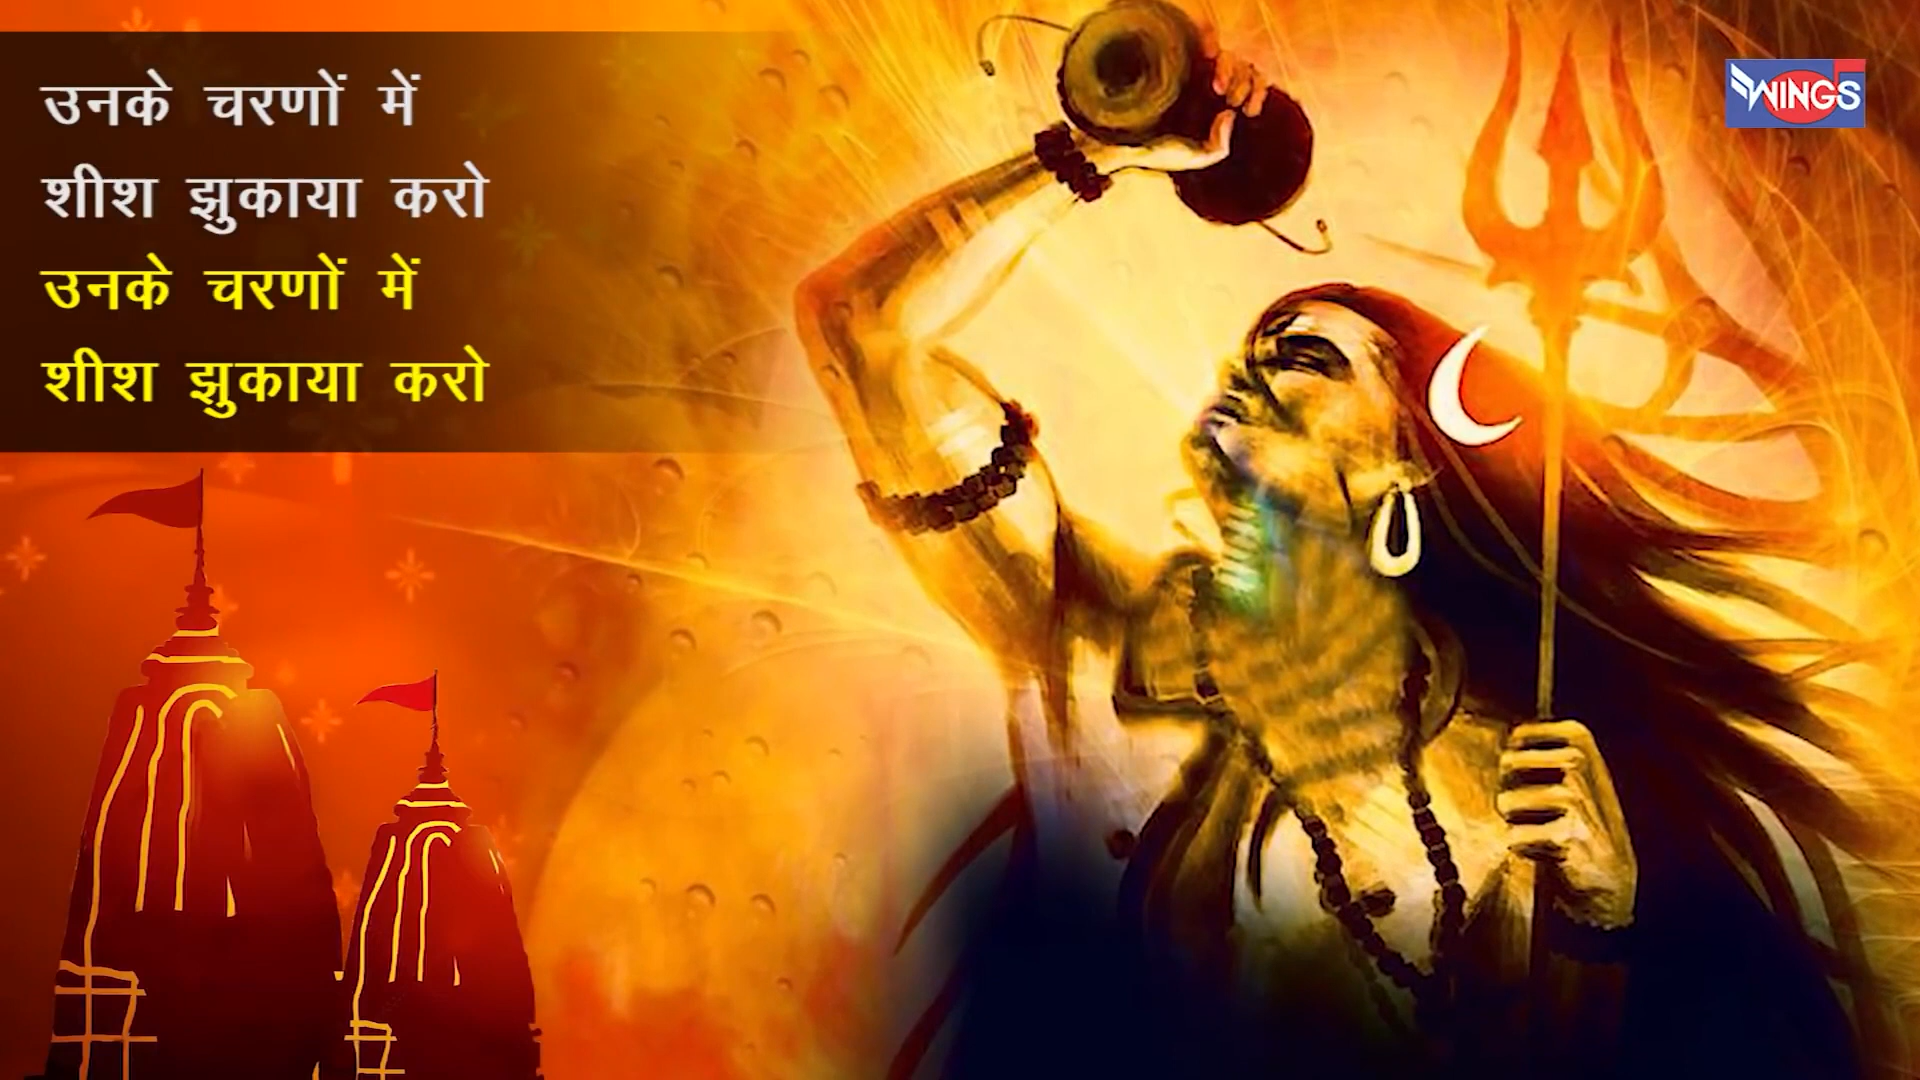 उनके चरणों में
शीश झुकाया करो
उनके चरणों में
शीश झुकाया करो
WINGS